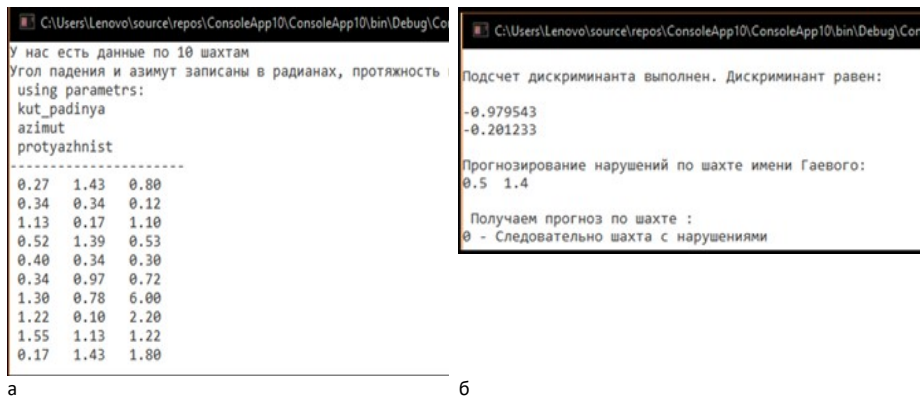 C:\Users\Lenovo\source\repos\ConsoleApp10\ConsoleApp10\bin\Debug\Co
У нас есть данные по 10 шахтам
Угол падения и азимут записаны в радианах, протяжность
using parametrs:
kut_padinya
azimut
protyazhnist
-----------------------
0.27 1.43 0.80
0.34 0.34 0.12
1.13 0.17 1.10
0.52 1.39 0.53
0.40 0.34 0.30
0.34 0.97 0.72
1.30 0.78 6.00
1.22 0.10 2.20
1.55 1.13 1.22
0.17 1.43 1.80
а
C:\Users\Lenovo\source\repos\ConsoleApp10\ConsoleApp10\bin\Debug\Con
Подсчет дискриминанта выполнен. Дискриминант равен:
-0.979543
-0.201233
Прогнозирование нарушений по шахте имени Гаевого:
0.5 1.4
Получаем прогноз по шахте :
0 - Следовательно шахта с нарушениями
б